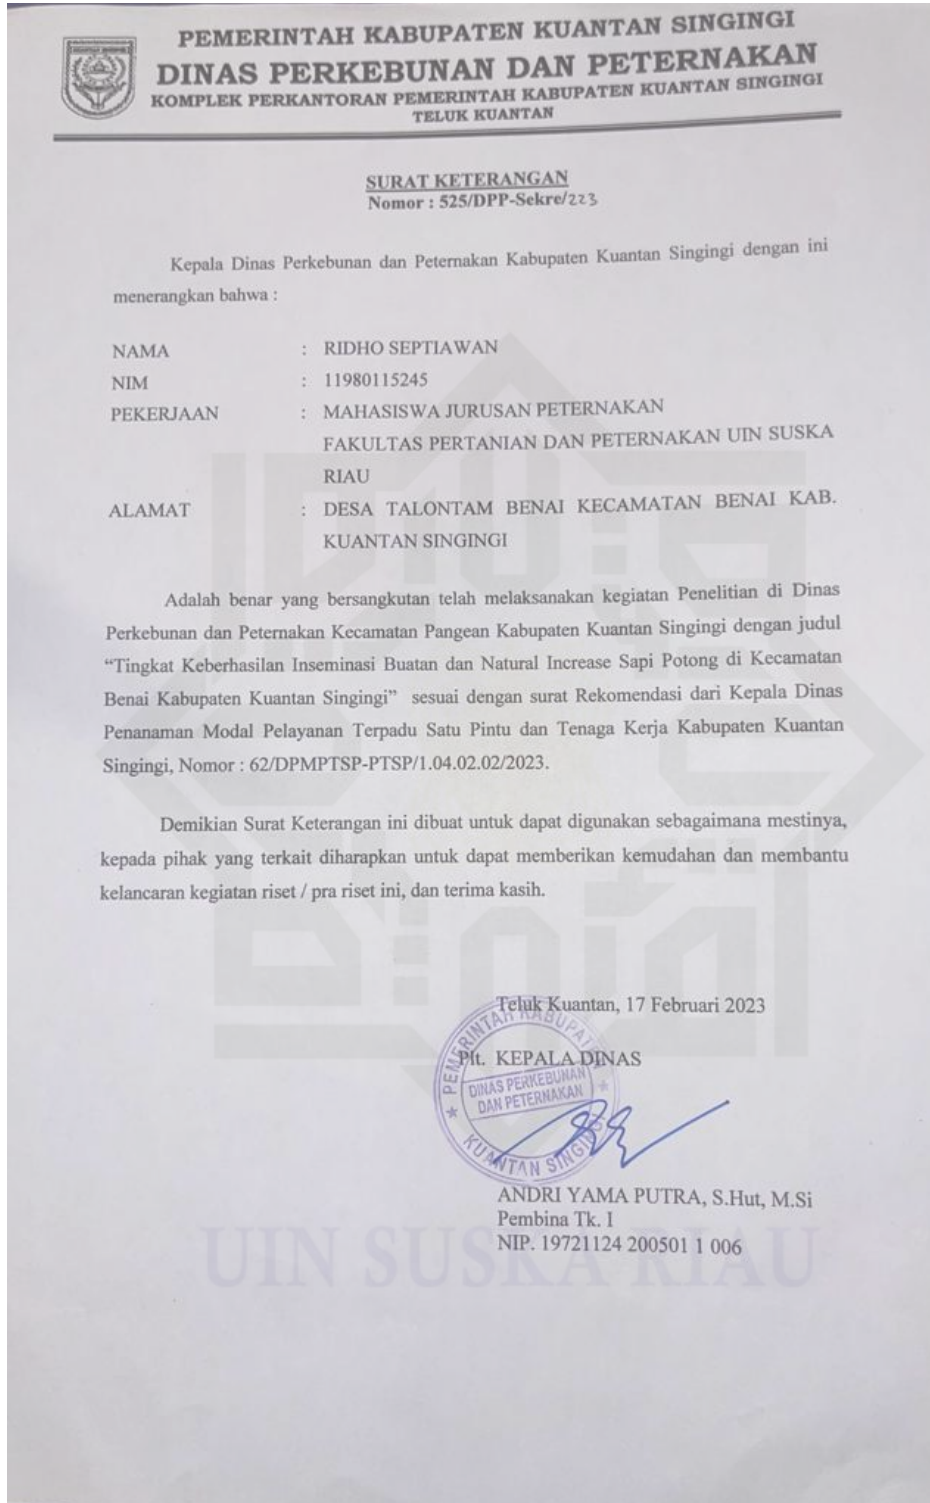 PEMERINTAH KABUPATEN KUANTAN SINGINGI
DINAS PERKEBUNAN DAN PETERNAKAN
KOMPLEK PERKANTORAN PEMERINTAH KABUPATEN KUANTAN SINGINGI
TELUK KUANTAN
SURAT KETERANGAN
Nomor : 525/DPP-Sekre/223
Kepala Dinas Perkebunan dan Peternakan Kabupaten Kuantan Singingi dengan ini
menerangkan bahwa :
NAMA : RIDHO SEPTIAWAN
NIM : 11980115245
PEKERJAAN : MAHASISWA JURUSAN PETERNAKAN
FAKULTAS PERTANIAN DAN PETERNAKAN UIN SUSKA
RIAU
ALAMAT : DESA TALONTAM BENAI KECAMATAN BENAI KAB.
KUANTAN SINGINGI
Adalah benar yang bersangkutan telah melaksanakan kegiatan Penelitian di Dinas
Perkebunan dan Peternakan Kecamatan Pangean Kabupaten Kuantan Singingi dengan judul
“Tingkat Keberhasilan Inseminasi Buatan dan Natural Increase Sapi Potong di Kecamatan
Benai Kabupaten Kuantan Singingi” sesuai dengan surat Rekomendasi dari Kepala Dinas
Penanaman Modal Pelayanan Terpadu Satu Pintu dan Tenaga Kerja Kabupaten Kuantan
Singingi, Nomor : 62/DPMPTSP-PTSP/1.04.02.02/2023.
Demikian Surat Keterangan ini dibuat untuk dapat digunakan sebagaimana mestinya,
kepada pihak yang terkait diharapkan untuk dapat memberikan kemudahan dan membantu
kelancaran kegiatan riset / pra riset ini, dan terima kasih.
Teluk Kuantan, 17 Februari 2023
Plt. KEPALA DINAS
PEMERINTAH KABUPATEN
DINAS PERKEBUNAN
DAN PETERNAKAN
KUANTAN SINGINGI
ANDRI YAMA PUTRA, S.Hut, M.Si
Pembina Tk. I
NIP. 19721124 200501 1 006
UIN SUSKA RIAU